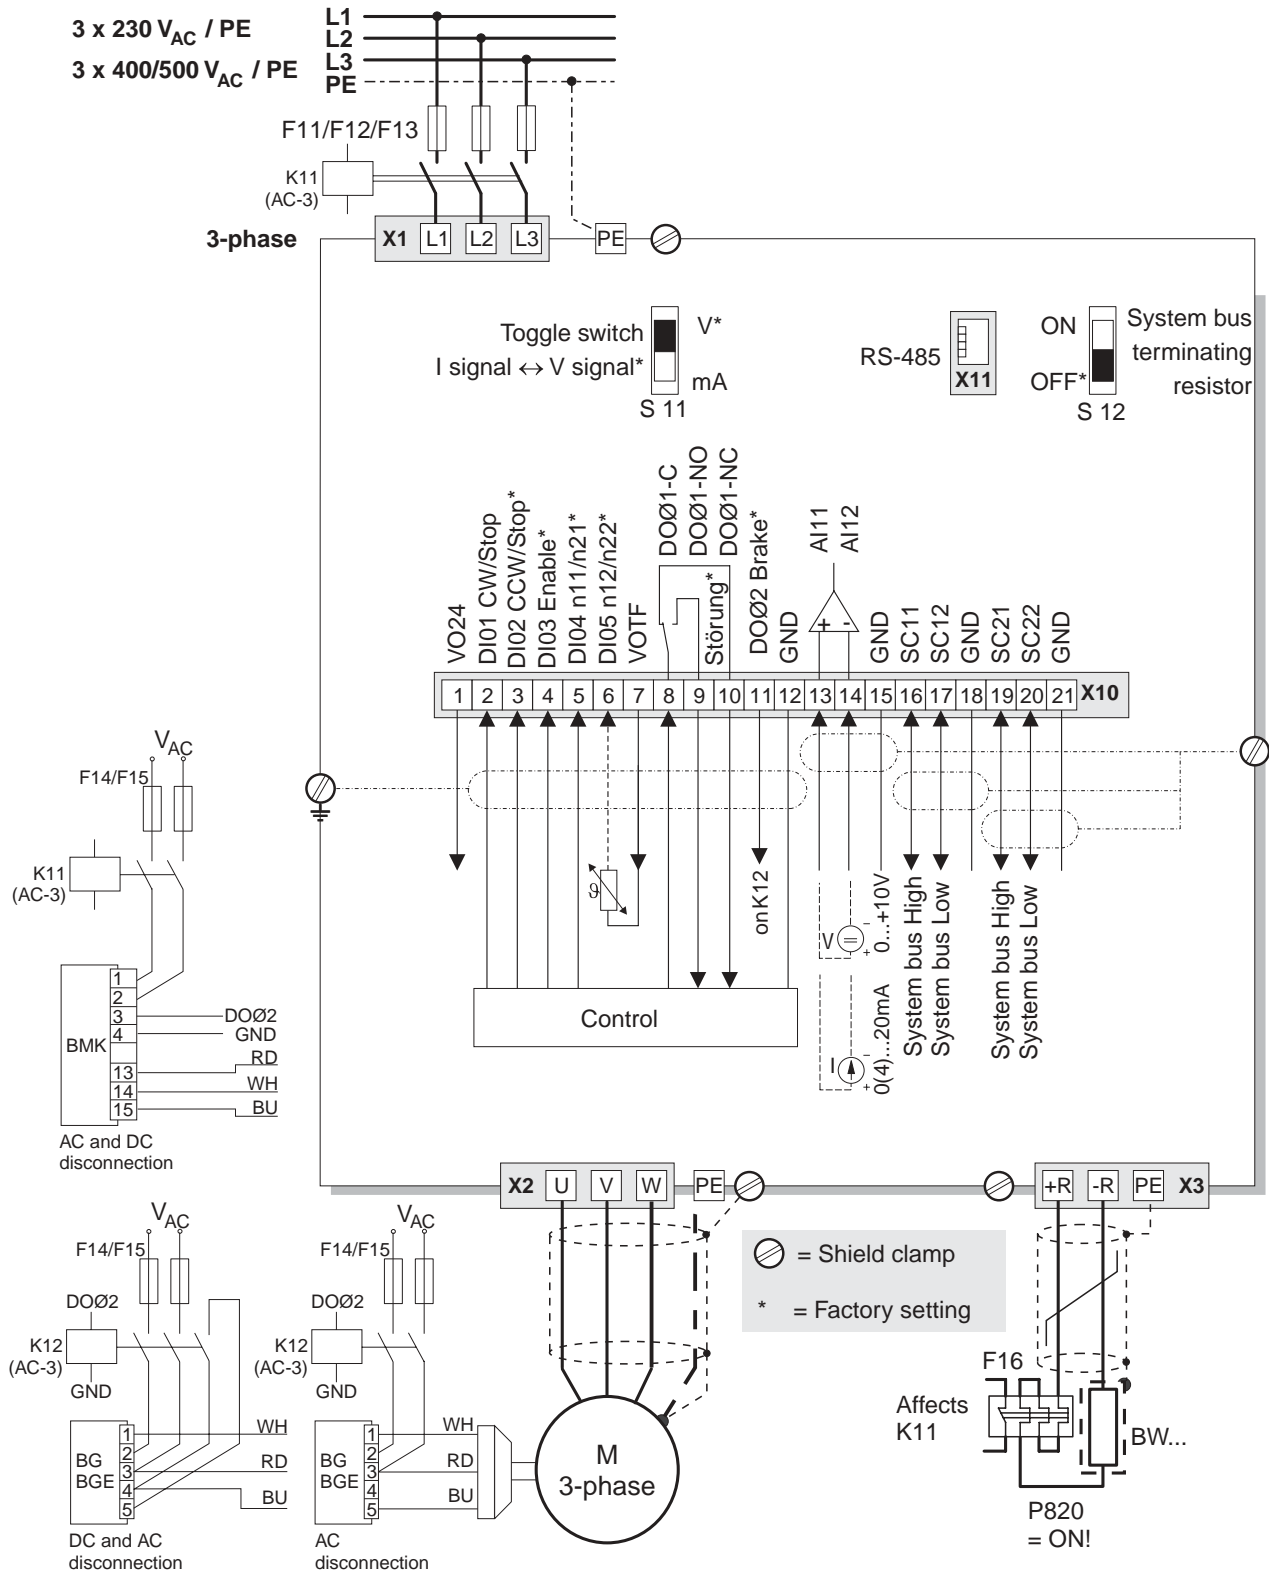 3 x 230 VAC / PE
3 x 400/500 VAC / PE
L1
L2
L3
PE
F11/F12/F13
K11
(AC-3)
3-phase
X1 L1 L2 L3 PE
Toggle switch
I signal ↔ V signal*
V*
mA
S 11
RS-485
X11
ON
OFF*
S 12
System bus
terminating
resistor
VO24
DI01 CW/Stop
DI02 CCW/Stop*
DI03 Enable*
DI04 n11/n21*
DI05 n12/n22*
VOTF
DOØ1-C
DOØ1-NO
Störung*
DOØ1-NC
DOØ2 Brake*
GND
AI11
AI12
+ -
GND
SC11
SC12
GND
SC21
SC22
GND
1 2 3 4 5 6 7 8 9 10 11 12 13 14 15 16 17 18 19 20 21 X10
ϑ
onK12
V
=
-
+
0...+10V
I
-
+
0(4)...20mA
System bus High
System bus Low
System bus High
System bus Low
Control
VAC
F14/F15
K11
(AC-3)
BMK
1
2
3
4
13
14
15
DOØ2
GND
RD
WH
BU
AC and DC
disconnection
X2 U V W PE
+R -R PE X3
VAC
F14/F15
DOØ2
K12
(AC-3)
GND
BG
BGE
1
2
3
4
5
WH
RD
BU
DC and AC
disconnection
VAC
F14/F15
DOØ2
K12
(AC-3)
GND
BG
BGE
1
2
3
4
5
WH
RD
BU
AC
disconnection
M
3-phase
= Shield clamp
* = Factory setting
F16
Affects
K11
BW...
P820
= ON!